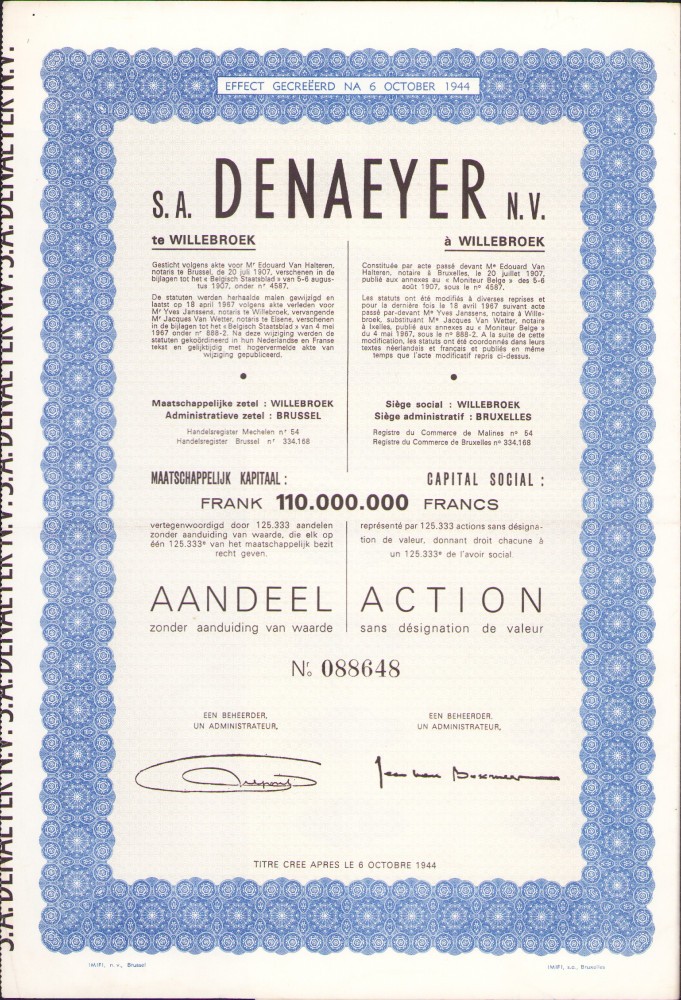 EFFECT GECREËERD NA 6 OCTOBER 1944
S.A. DENAEYER N.V.
te WILLEBROEK
Gesticht volgens akte voor Mr Edouard Van Halteren,
notaris te Brussel, de 20 juli 1907, verschenen in de
bijlagen tot het « Belgisch Staatsblad » van 5-6 augus-
tus 1907, onder nr 4587.
De statuten werden herhaalde malen gewijzigd en
laatst op 18 april 1967 volgens akte verleden voor
Mr Yves Janssens, notaris te Willebroek, vervangende
Mr Jacques Van Wetter, notaris te Elsene, verschenen
in de bijlagen tot het «Belgisch Staatsblad » van 4 mei
1967 onder nr 888-2. Na deze wijziging werden de
statuten gekoördineerd in hun Nederlandse en Franse
tekst en gelijktijdig met hogervermelde akte van
wijziging gepubliceerd.
Maatschappelijke zetel : WILLEBROEK
Administratieve zetel : BRUSSEL
Handelsregister Mechelen nr 54
Handelsregister Brussel nr 334.168
à WILLEBROEK
Constituée par acte passé devant Me Edouard Van
Halteren, notaire à Bruxelles, le 20 juillet 1907,
publié aux annexes au « Moniteur Belge » des 5-6
août 1907, sous le no 4587.
Les statuts ont été modifiés à diverses reprises et
pour la dernière fois le 18 avril 1967 suivant acte
passé par-devant Me Yves Janssens, notaire à Wille-
broek, substituant Me Jacques Van Wetter, notaire
à Ixelles, publié aux annexes au « Moniteur Belge »
du 4 mai 1967, sous le no 888-2. A la suite de cette
modification, les statuts ont été coordonnés dans leurs
textes néerlandais et français et publiés en même
temps que l'acte modificatif repris ci-dessus.
Siège social : WILLEBROEK
Siège administratif : BRUXELLES
Registre du Commerce de Malines no 54
Registre du Commerce de Bruxelles no 334.168
MAATSCHAPPELIJK KAPITAAL : CAPITAL SOCIAL :
FRANK 110.000.000 FRANCS
vertegenwoordigd door 125.333 aandelen
zonder aanduiding van waarde, die elk op
één 125.333e van het maatschappelijk bezit
recht geven.
représenté par 125.333 actions sans désigna-
tion de valeur, donnant droit chacune à
un 125.333e de l'avoir social.
AANDEEL
zonder aanduiding van waarde
ACTION
sans désignation de valeur
Nr. o 088648
EEN BEHEERDER,
UN ADMINISTRATEUR,
EEN BEHEERDER,
UN ADMINISTRATEUR,
TITRE CREE APRES LE 6 OCTOBRE 1944
IMIFI, n. v., Brussel
IMIFI, s.c., Bruxelles
S.A. DENAEYER N.V. S.A. DENAEYER N.V. S.A. DENAEYER N.V. S.A. DENAEYER N.V.